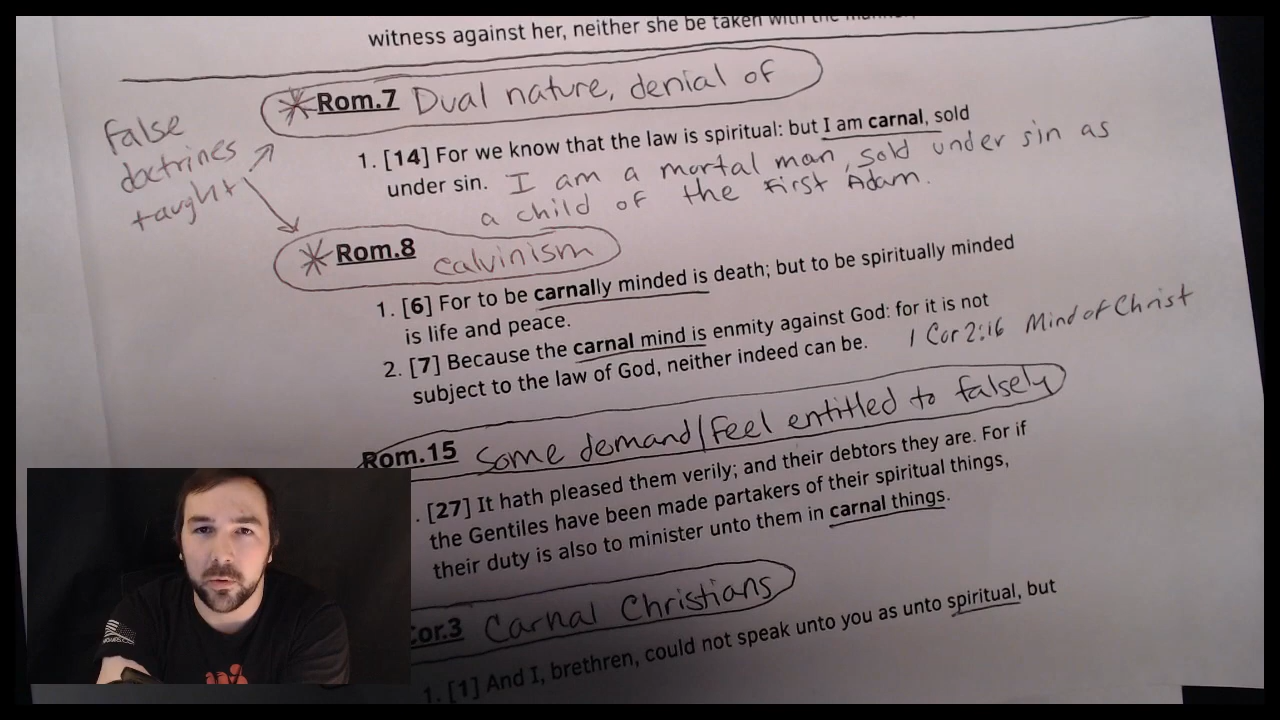 witness against her, neither she be taken with the manner;
Rom.7 Dual nature, denial of
false
doctrines
taught
1. [14] For we know that the law is spiritual: but I am carnal, sold
under sin. I am a mortal man, sold under sin as
a child of the First Adam.
Rom.8 Calvinism
1. [6] For to be carnally minded is death; but to be spiritually minded
is life and peace.
2. [7] Because the carnal mind is enmity against God: for it is not
subject to the law of God, neither indeed can be. 1 Cor 2:16 Mind of Christ
Rom.15 Some demand/feel entitled to falsely
. [27] It hath pleased them verily; and their debtors they are. For if
the Gentiles have been made partakers of their spiritual things,
their duty is also to minister unto them in carnal things.
Cor.3 Carnal Christians
1. [1] And I, brethren, could not speak unto you as unto spiritual, but